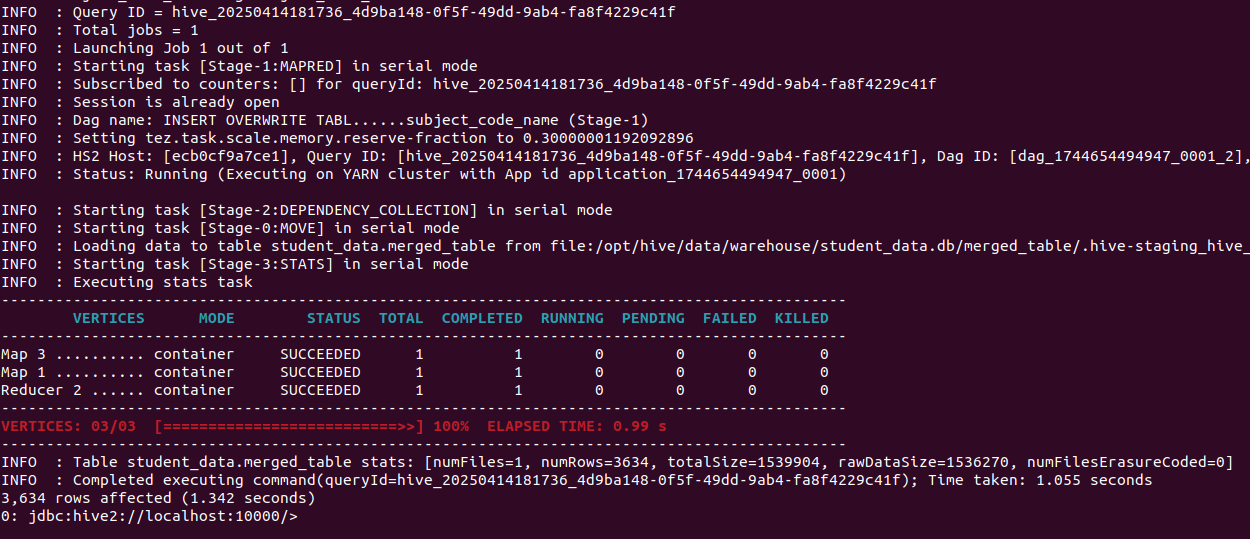 INFO  : Query ID = hive_20250414181736_4d9ba148-0f5f-49dd-9ab4-fa8f4229c41f
INFO  : Total jobs = 1
INFO  : Launching Job 1 out of 1
INFO  : Starting task [Stage-1:MAPRED] in serial mode
INFO  : Subscribed to counters: [] for queryId: hive_20250414181736_4d9ba148-0f5f-49dd-9ab4-fa8f4229c41f
INFO  : Session is already open
INFO  : Dag name: INSERT OVERWRITE TABL......subject_code_name (Stage-1)
INFO  : Setting tez.task.scale.memory.reserve-fraction to 0.30000001192092896
INFO  : HS2 Host: [ecb0cf9a7ce1], Query ID: [hive_20250414181736_4d9ba148-0f5f-49dd-9ab4-fa8f4229c41f], Dag ID: [dag_1744654494947_0001_2],
INFO  : Status: Running (Executing on YARN cluster with App id application_1744654494947_0001)
INFO  : Starting task [Stage-2:DEPENDENCY_COLLECTION] in serial mode
INFO  : Starting task [Stage-0:MOVE] in serial mode
INFO  : Loading data to table student_data.merged_table from file:/opt/hive/data/warehouse/student_data.db/merged_table/.hive-staging_hive_
INFO  : Starting task [Stage-3:STATS] in serial mode
INFO  : Executing stats task
----------------------------------------------------------------------------------------------
        VERTICES      MODE        STATUS  TOTAL  COMPLETED  RUNNING  PENDING  FAILED  KILLED
----------------------------------------------------------------------------------------------
Map 3 .......... container     SUCCEEDED      1          1        0        0       0       0
Map 1 .......... container     SUCCEEDED      1          1        0        0       0       0
Reducer 2 ...... container     SUCCEEDED      1          1        0        0       0       0
----------------------------------------------------------------------------------------------
VERTICES: 03/03  [==========================>>] 100%  ELAPSED TIME: 0.99 s
----------------------------------------------------------------------------------------------
INFO  : Table student_data.merged_table stats: [numFiles=1, numRows=3634, totalSize=1539904, rawDataSize=1536270, numFilesErasureCoded=0]
INFO  : Completed executing command(queryId=hive_20250414181736_4d9ba148-0f5f-49dd-9ab4-fa8f4229c41f); Time taken: 1.055 seconds
3,634 rows affected (1.342 seconds)
0: jdbc:hive2://localhost:10000/>